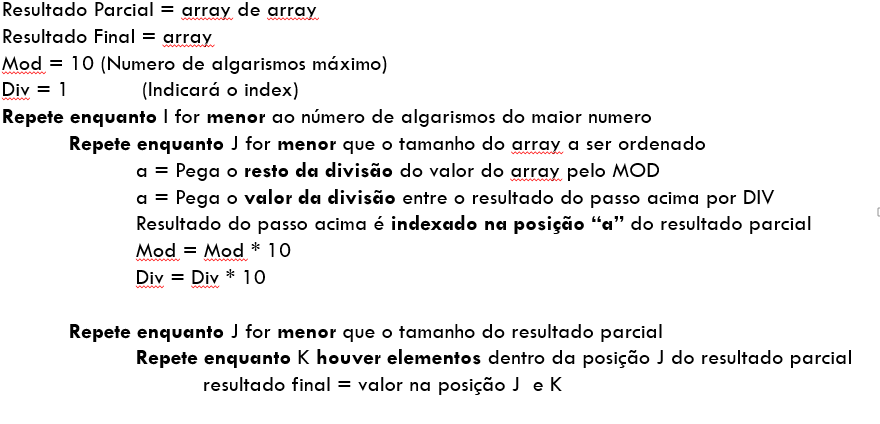 Resultado Parcial = array de array
Resultado Final = array
Mod = 10 (Numero de algarismos máximo)
Div = 1 (Indicará o index)
Repete enquanto I for menor ao número de algarismos do maior numero
Repete enquanto J for menor que o tamanho do array a ser ordenado
a = Pega o resto da divisão do valor do array pelo MOD
a = Pega o valor da divisão entre o resultado do passo acima por DIV
Resultado do passo acima é indexado na posição “a” do resultado parcial
Mod = Mod * 10
Div = Div * 10
Repete enquanto J for menor que o tamanho do resultado parcial
Repete enquanto K houver elementos dentro da posição J do resultado parcial
resultado final = valor na posição J e K